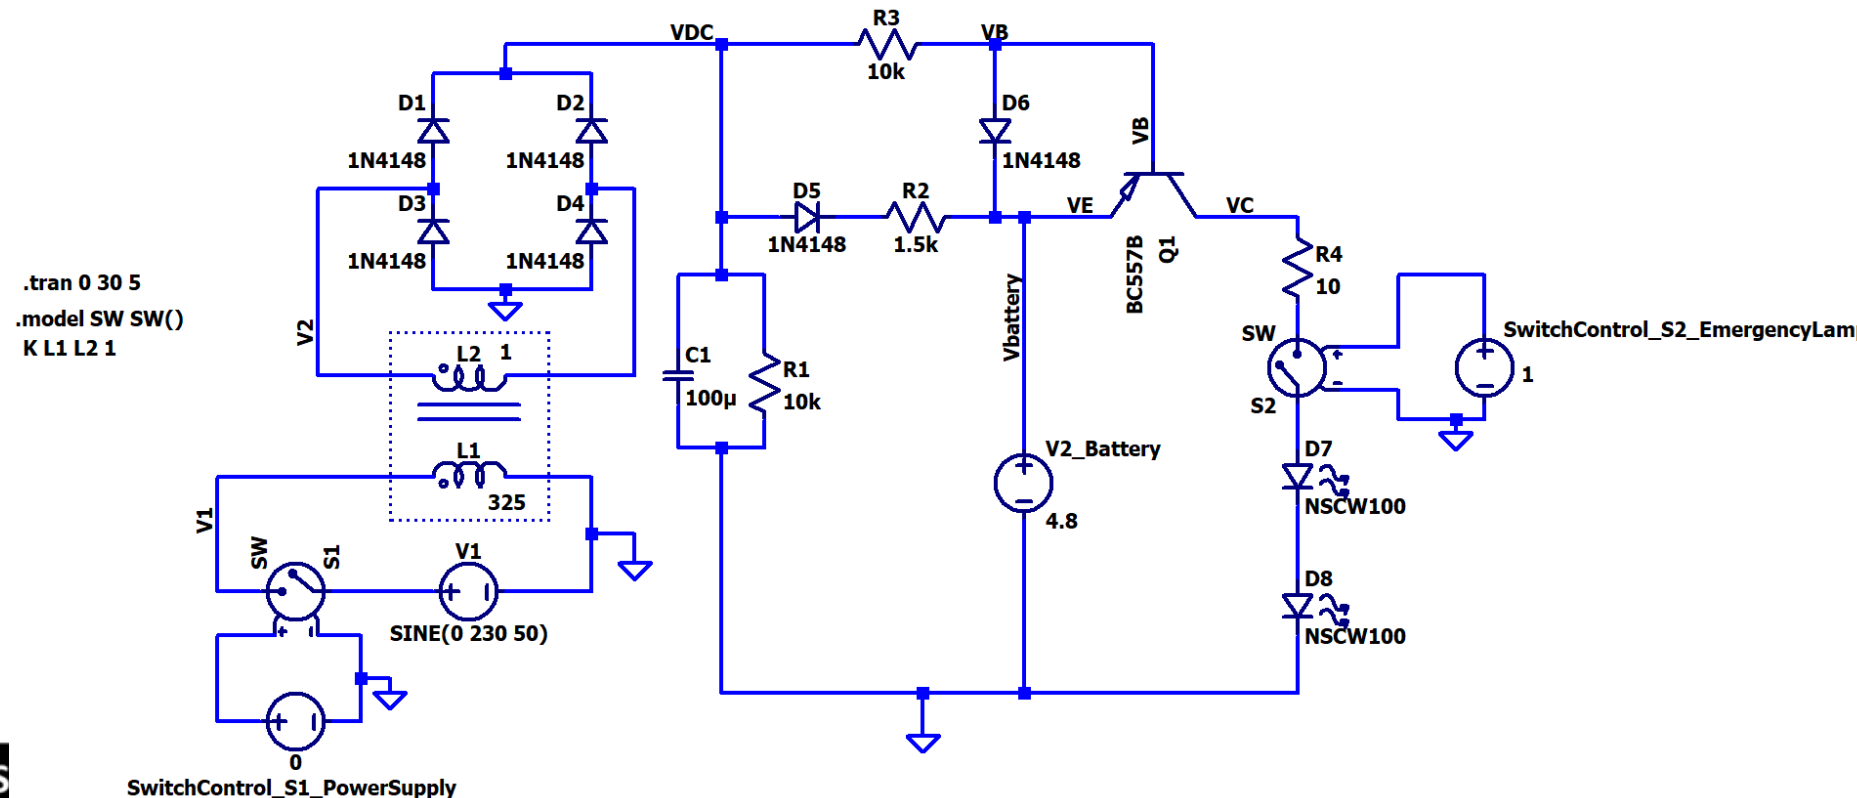 VDC
R3
10k
VB
D1
1N4148
D2
1N4148
D6
1N4148
VB
D3
1N4148
D4
1N4148
D5
1N4148
R2
1.5k
VE
VC
BC557B
Q1
R4
10
.tran 0 30 5
.model SW SW()
K L1 L2 1
V2
L2
1
C1
100µ
R1
10k
Vbattery
SW
S2
SwitchControl_S2_EmergencyLam
1
L1
325
V2_Battery
4.8
D7
NSCW100
V1
SW
S1
V1
SINE(0 230 50)
D8
NSCW100
0
SwitchControl_S1_PowerSupply